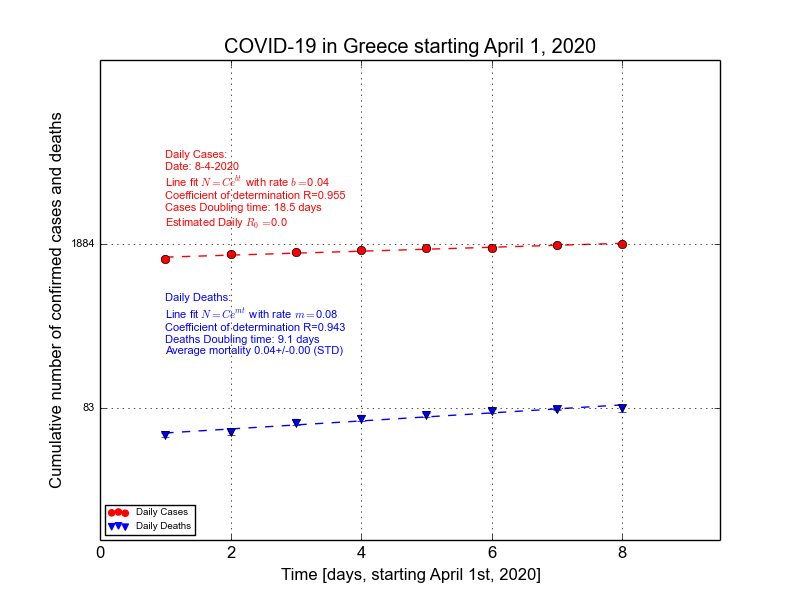 COVID-19 in Greece starting April 1, 2020
Cumulative number of confirmed cases and deaths
Daily Cases:
Date: 8-4-2020
Line fit N = Ce^{bt} with rate b =0.04
Coefficient of determination R=0.955
Cases Doubling time: 18.5 days
Estimated Daily R_0 =0.0
1884
Daily Deaths:
Line fit N = Ce^{mt} with rate m =0.08
Coefficient of determination R=0.943
Deaths Doubling time: 9.1 days
Average mortality 0.04+/-0.00 (STD)
83
Daily Cases
Daily Deaths
0 2 4 6 8
Time [days, starting April 1st, 2020]